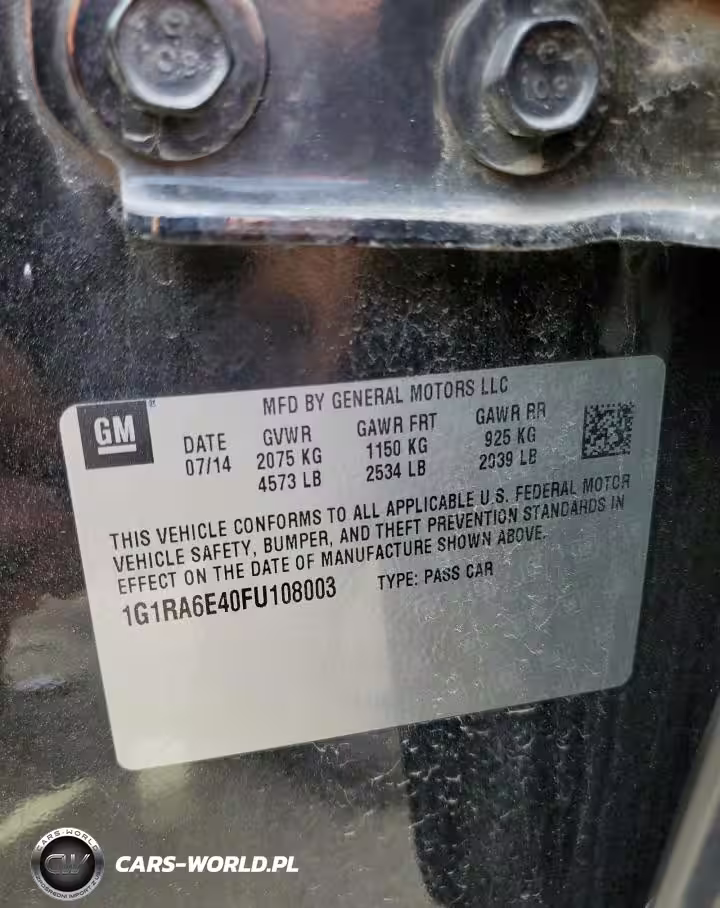 MFD BY GENERAL MOTORS LLC
GM
DATE GVWR GAWR FRT GAWR RR
07/14 2075 KG 1150 KG 925 KG
4573 LB 2534 LB 2039 LB
THIS VEHICLE CONFORMS TO ALL APPLICABLE U.S. FEDERAL MOTOR
VEHICLE SAFETY, BUMPER, AND THEFT PREVENTION STANDARDS IN
EFFECT ON THE DATE OF MANUFACTURE SHOWN ABOVE.
1G1RA6E40FU108003 TYPE: PASS CAR
CARS-WORLD
CW
CARS-WORLD.PL